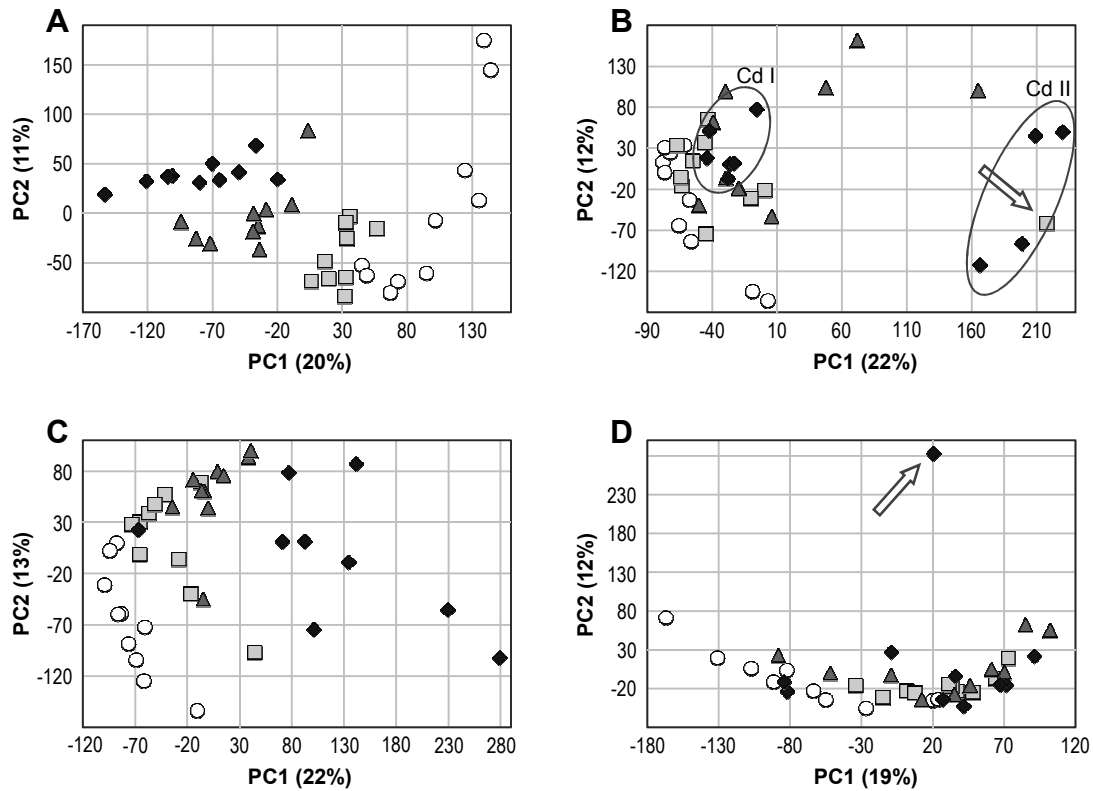 A
PC2 (11%)
150
100
50
0
-50
-170 -120 -70 -20 30 80 130
PC1 (20%)
B
PC2 (12%)
130
80
30
-20
-70
-120
Cd I
Cd II
-90 -40 10 60 110 160 210
PC1 (22%)
C
PC2 (13%)
80
30
-20
-70
-120
-120 -70 -20 30 80 130 180 230 280
PC1 (22%)
D
PC2 (12%)
230
180
130
80
30
-20
-180 -130 -80 -30 20 70 120
PC1 (19%)